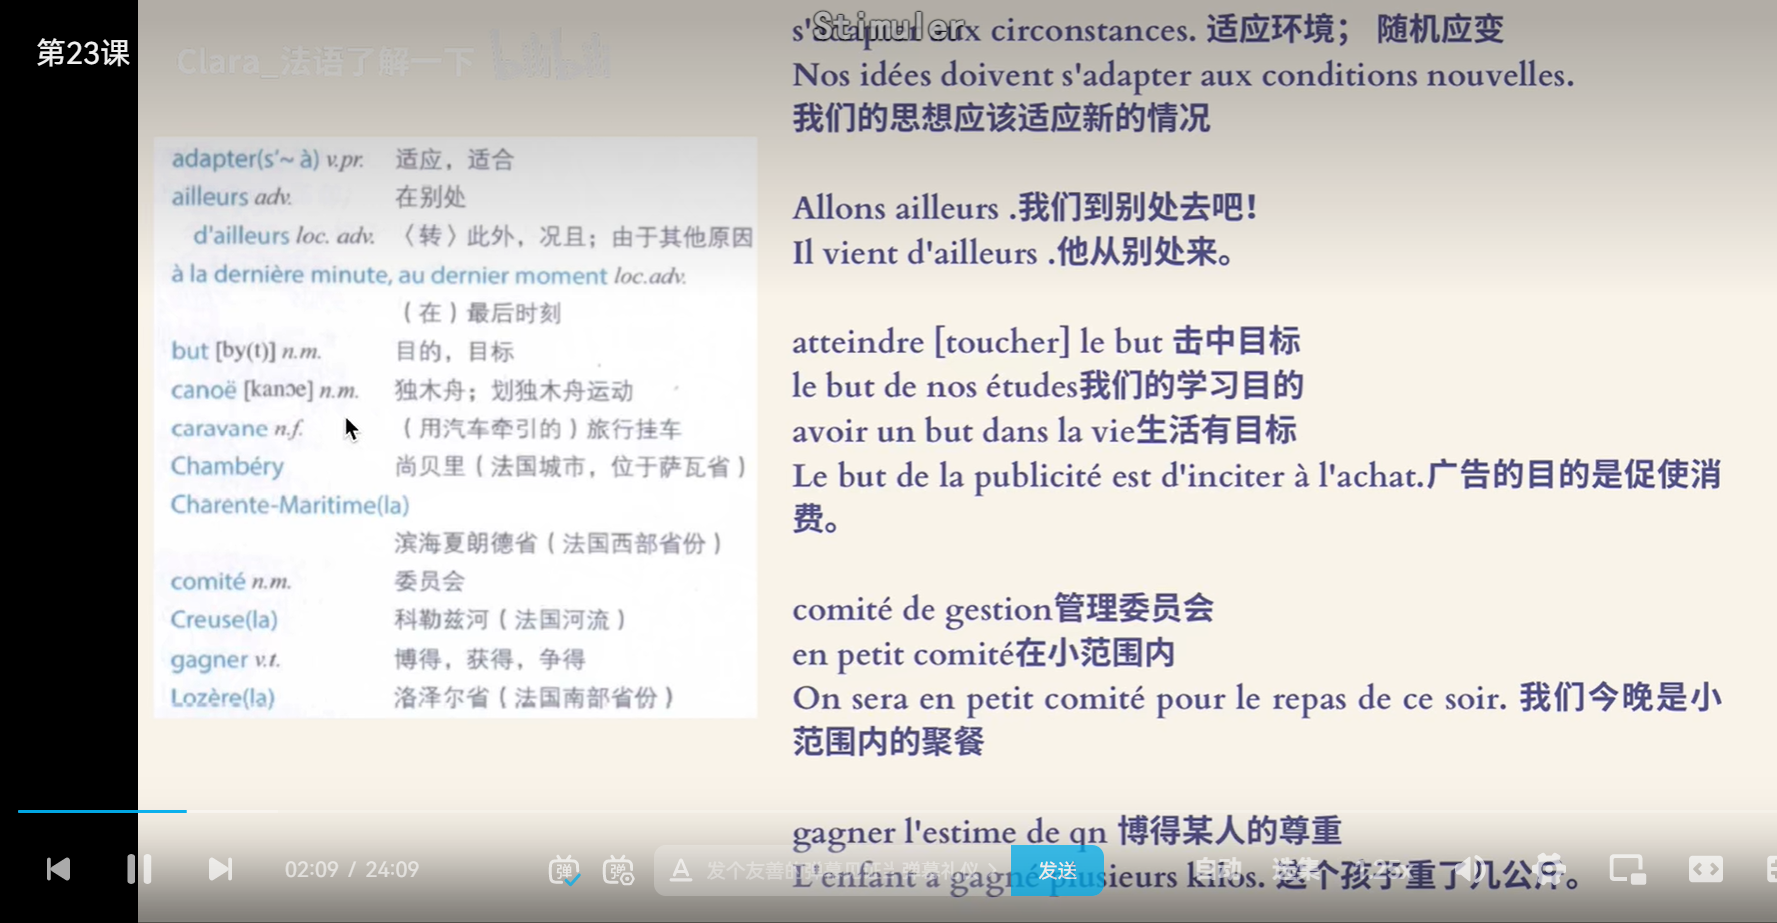 第23课
Clara_法语了解一下
Stimuler
adapter(s'~ à) v.pr. 适应，适合
ailleurs adv. 在别处
d'ailleurs loc. adv. 〈转〉此外，况且；由于其他原因
à la dernière minute, au dernier moment loc.adv.
（在）最后时刻
but [by(t)] n.m. 目的，目标
canoë [kanɔe] n.m. 独木舟；划独木舟运动
caravane n.f. （用汽车牵引的）旅行挂车
Chambéry 尚贝里（法国城市，位于萨瓦省）
Charente-Maritime(la)
滨海夏朗德省（法国西部省份）
comité n.m. 委员会
Creuse(la) 科勒兹河（法国河流）
gagner v.t. 博得，获得，争得
Lozère(la) 洛泽尔省（法国南部省份）
s'adapter aux circonstances. 适应环境； 随机应变
Nos idées doivent s'adapter aux conditions nouvelles.
我们的思想应该适应新的情况
Allons ailleurs .我们到别处去吧！
Il vient d'ailleurs .他从别处来。
atteindre [toucher] le but 击中目标
le but de nos études我们的学习目的
avoir un but dans la vie生活有目标
Le but de la publicité est d'inciter à l'achat.广告的目的是促使消
费。
comité de gestion管理委员会
en petit comité在小范围内
On sera en petit comité pour le repas de ce soir. 我们今晚是小
范围内的聚餐
gagner l'estime de qn 博得某人的尊重
L'enfant a gagné plusieurs kilos. 这个孩子重了几公斤。
02:09 / 24:09
弹
弹
A 发个友善的弹幕见证
弹幕礼仪
发送
自动
选集